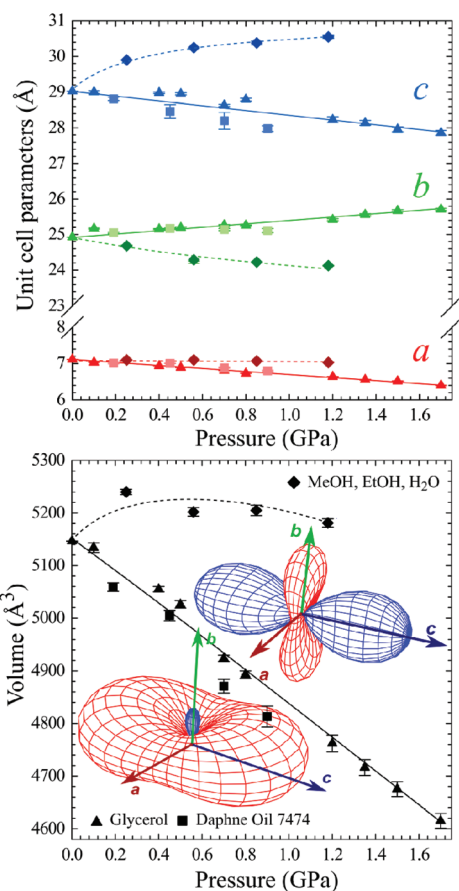 Unit cell parameters (Å)
31
30
29
28
27
26
25
24
23
8
7
6
c
b
a
0.0 0.2 0.4 0.6 0.8 1.0 1.2 1.4 1.6
Pressure (GPa)
Volume (Å³)
5300
5200
5100
5000
4900
4800
4700
4600
MeOH, EtOH, H₂O
b
c
a
b
a
c
Glycerol Daphne Oil 7474
0.0 0.2 0.4 0.6 0.8 1.0 1.2 1.4 1.6
Pressure (GPa)